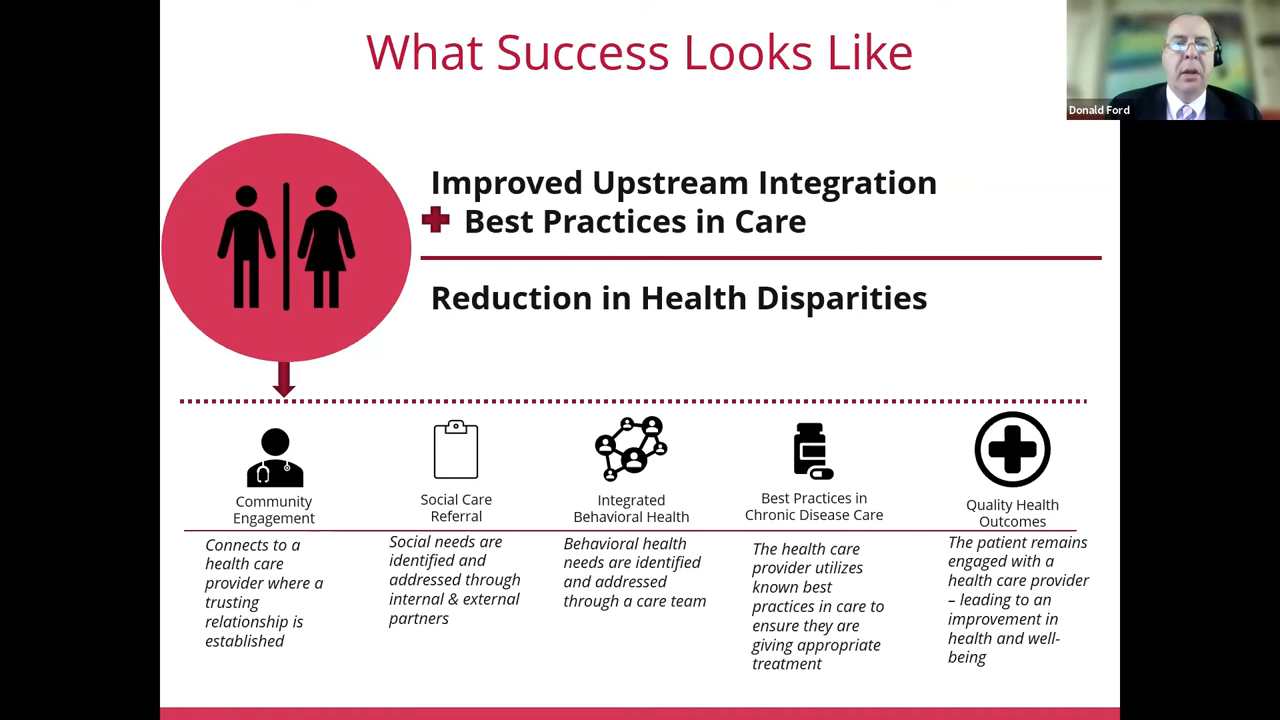 What Success Looks Like
Donald Ford
Improved Upstream Integration
Best Practices in Care
Reduction in Health Disparities
Community
Engagement
Connects to a
health care
provider where a
trusting
relationship is
established
Social Care
Referral
Social needs are
identified and
addressed through
internal & external
partners
Integrated
Behavioral Health
Behavioral health
needs are identified
and addressed
through a care team
Best Practices in
Chronic Disease Care
The health care
provider utilizes
known best
practices in care to
ensure they are
giving appropriate
treatment
Quality Health
Outcomes
The patient remains
engaged with a
health care provider
– leading to an
improvement in
health and well-
being